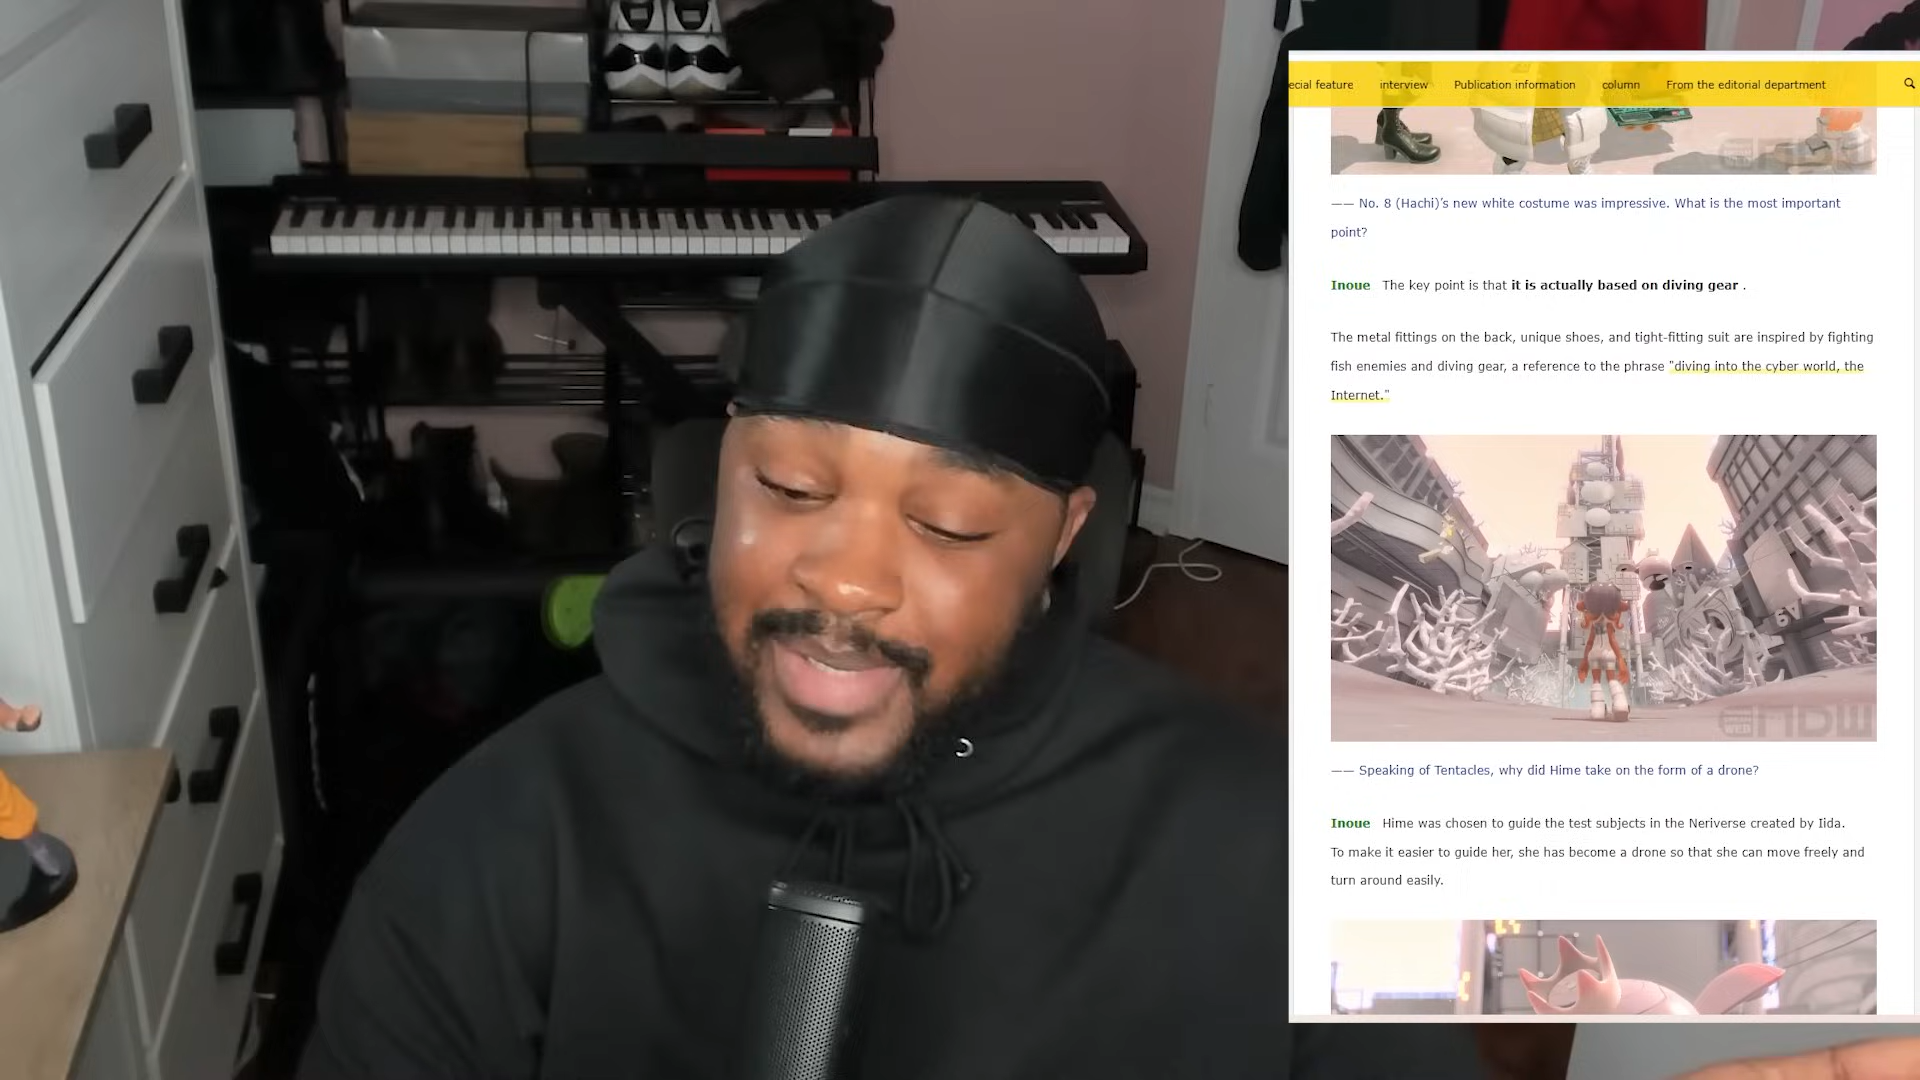 ecial feature interview Publication information column From the editorial department
—— No. 8 (Hachi)’s new white costume was impressive. What is the most important
point?
Inoue The key point is that it is actually based on diving gear .
The metal fittings on the back, unique shoes, and tight-fitting suit are inspired by fighting
fish enemies and diving gear, a reference to the phrase "diving into the cyber world, the
Internet."
—— Speaking of Tentacles, why did Hime take on the form of a drone?
Inoue Hime was chosen to guide the test subjects in the Neriverse created by Iida.
To make it easier to guide her, she has become a drone so that she can move freely and
turn around easily.